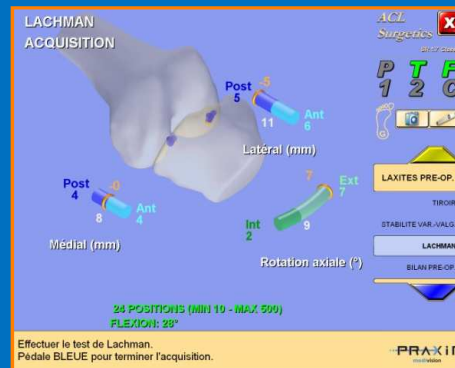 LACHMAN
ACQUISITION
ACL
Surgetics
X
P T F
1 2 C
Post
5
-5
11
Ant
6
Latéral (mm)
Post
4
-0
8
Ant
4
Médial (mm)
7
Ext
7
Int
2
9
Rotation axiale (°)
LAXITES PRE-OP.
TIROIR
STABILITE VAR.-VALG
LACHMAN
BILAN PRE-OP
24 POSITIONS (MIN 10 - MAX 500)
FLEXION: 28°
Effectuer le test de Lachman.
Pédale BLEUE pour terminer l'acquisition.
PRAXIM
medivision